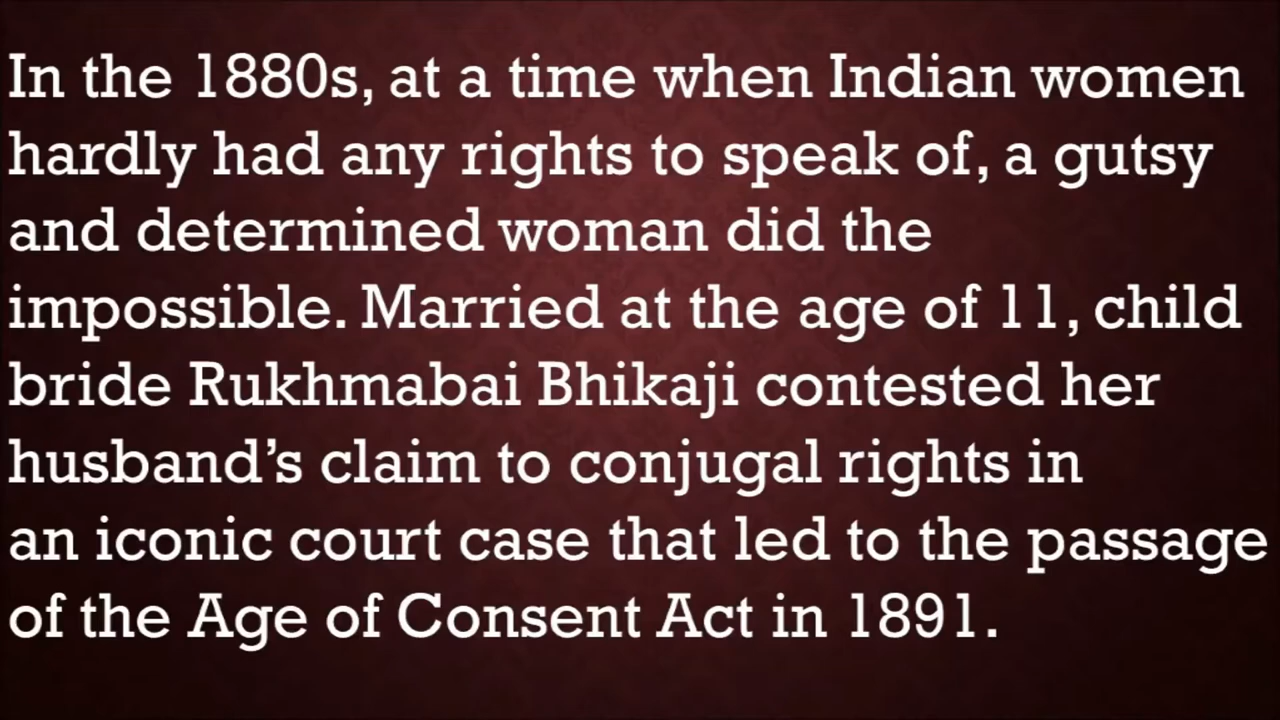 In the 1880s, at a time when Indian women
hardly had any rights to speak of, a gutsy
and determined woman did the
impossible. Married at the age of 11, child
bride Rukhmabai Bhikaji contested her
husband’s claim to conjugal rights in
an iconic court case that led to the passage
of the Age of Consent Act in 1891.